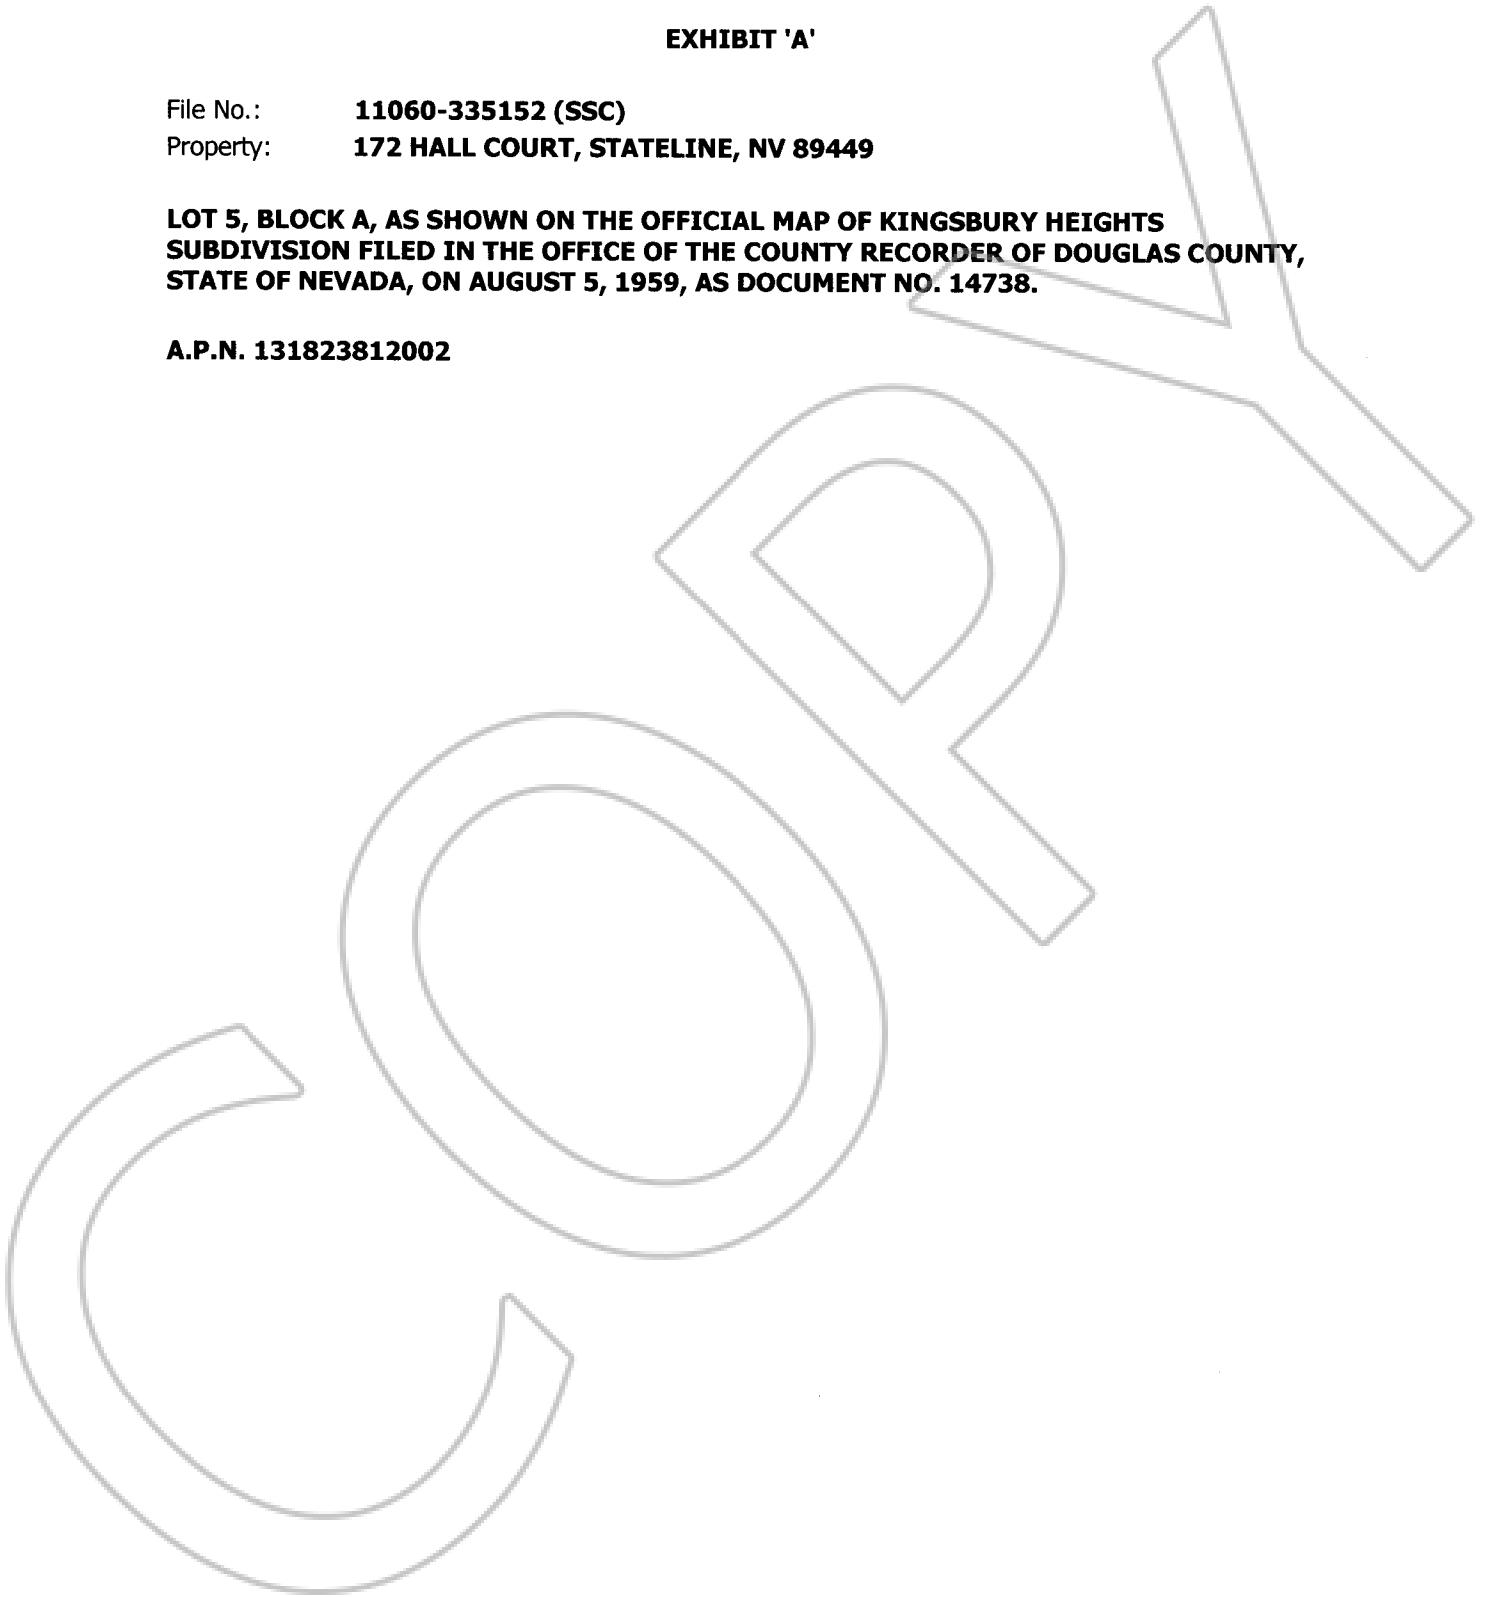 EXHIBIT 'A'
File No.: 11060-335152 (SSC)
Property: 172 HALL COURT, STATELINE, NV 89449
LOT 5, BLOCK A, AS SHOWN ON THE OFFICIAL MAP OF KINGSBURY HEIGHTS
SUBDIVISION FILED IN THE OFFICE OF THE COUNTY RECORDER OF DOUGLAS COUNTY,
STATE OF NEVADA, ON AUGUST 5, 1959, AS DOCUMENT NO. 14738.
A.P.N. 131823812002
COPY